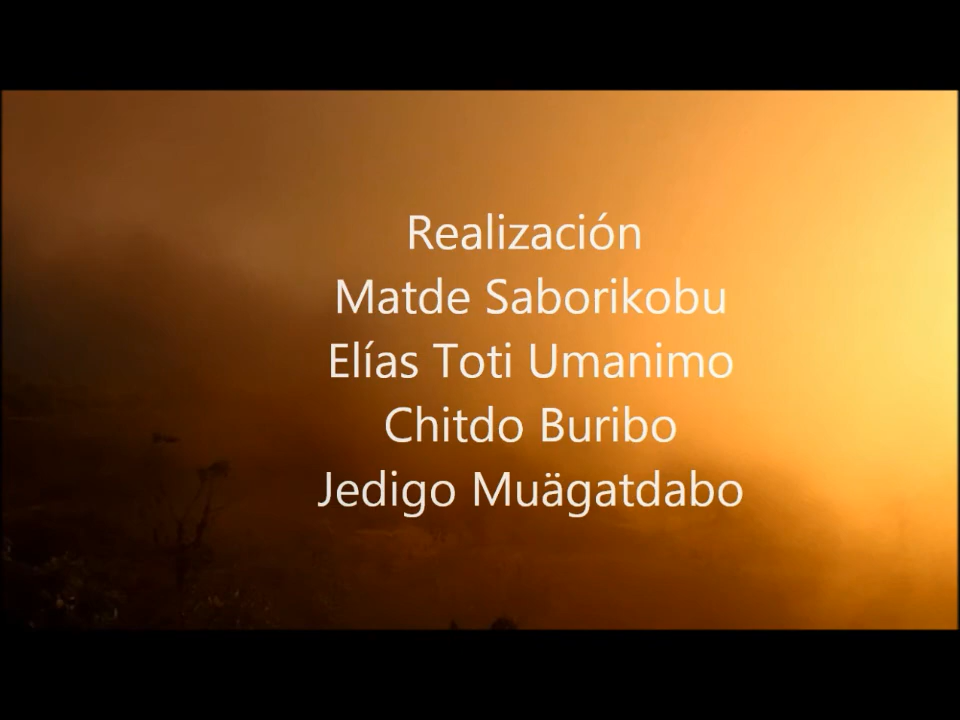 Realización
Matde Saborikobu
Elías Toti Umanimo
Chitdo Buribo
Jedigo Muägatdabo